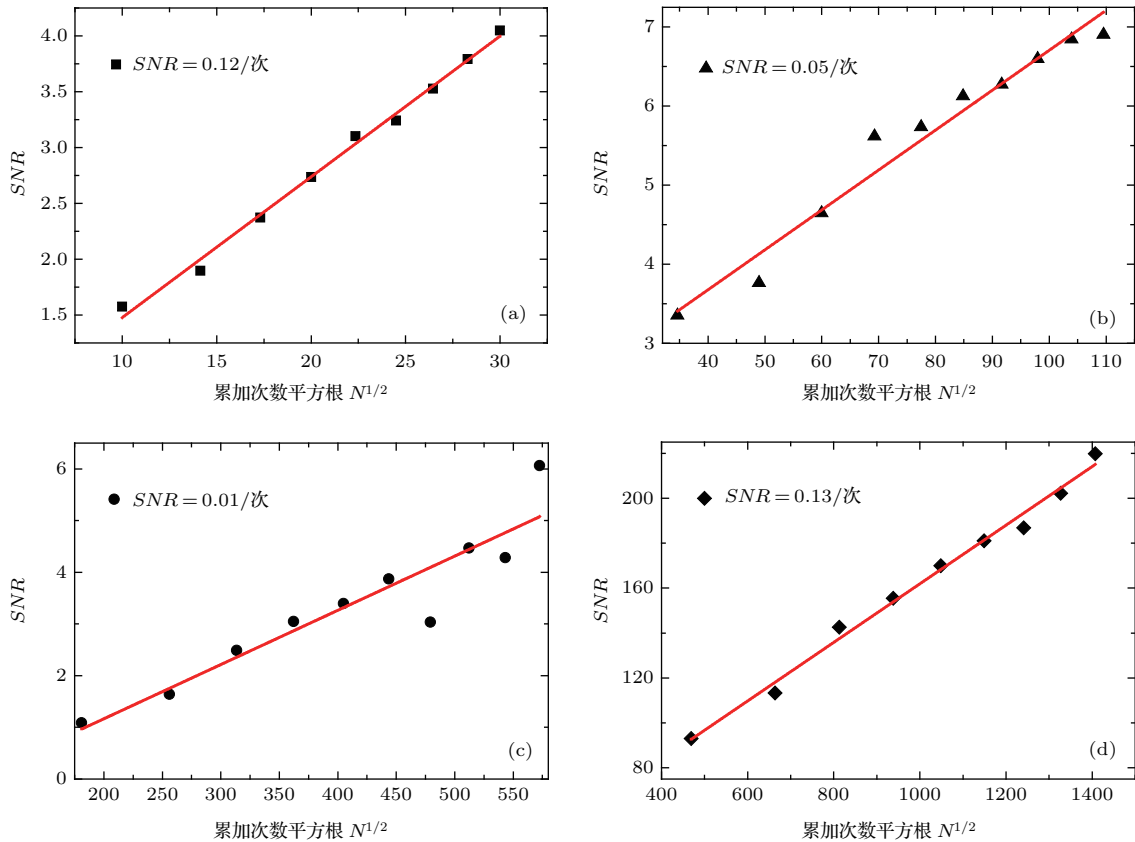 4.0
3.5
3.0
2.5
2.0
1.5
SNR
SNR = 0.12/次
(a)
10 15 20 25 30
累加次数平方根 N^{1/2}
7
6
5
4
3
SNR
SNR = 0.05/次
(b)
40 50 60 70 80 90 100 110
累加次数平方根 N^{1/2}
6
4
2
0
SNR
SNR = 0.01/次
(c)
200 250 300 350 400 450 500 550
累加次数平方根 N^{1/2}
200
160
120
80
SNR
SNR = 0.13/次
(d)
400 600 800 1000 1200 1400
累加次数平方根 N^{1/2}